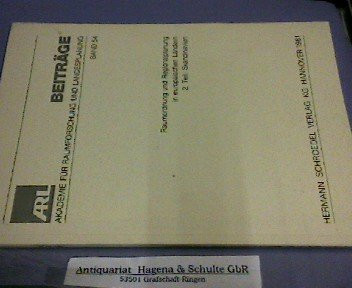 ARL
AKADEMIE FÜR RAUMFORSCHUNG UND LANDESPLANUNG
BEITRÄGE
BAND 54
Raumordnung und Regionalplanung
in europäischen Ländern
2. Teil: Skandinavien
HERMANN SCHROEDEL VERLAG KG HANNOVER 1981
Antiquariat Hagena & Schulte GbR
53501 Grafschaft-Ringen